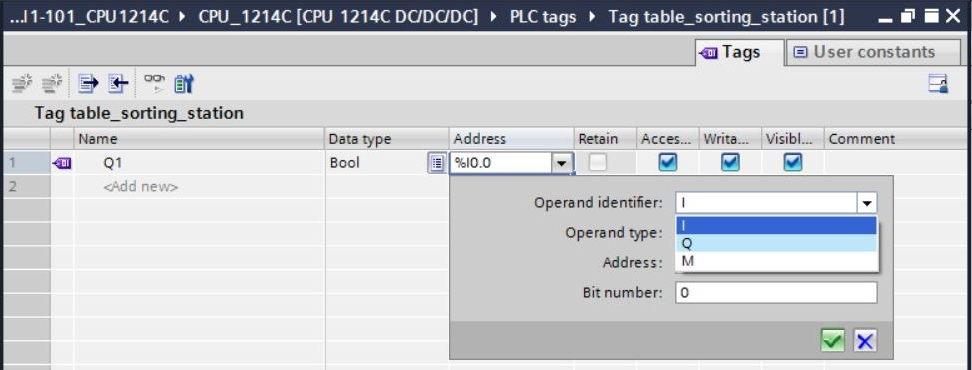 ...I1-101_CPU1214C ▸ CPU_1214C [CPU 1214C DC/DC/DC] ▸ PLC tags ▸ Tag table_sorting_station [1]
Tags User constants
Tag table_sorting_station
Name Data type Address Retain Acces... Writa... Visibl... Comment
1 Q1 Bool %I0.0
2 <Add new>
Operand identifier: I
I
Operand type:
Q
Address: M
Bit number: 0